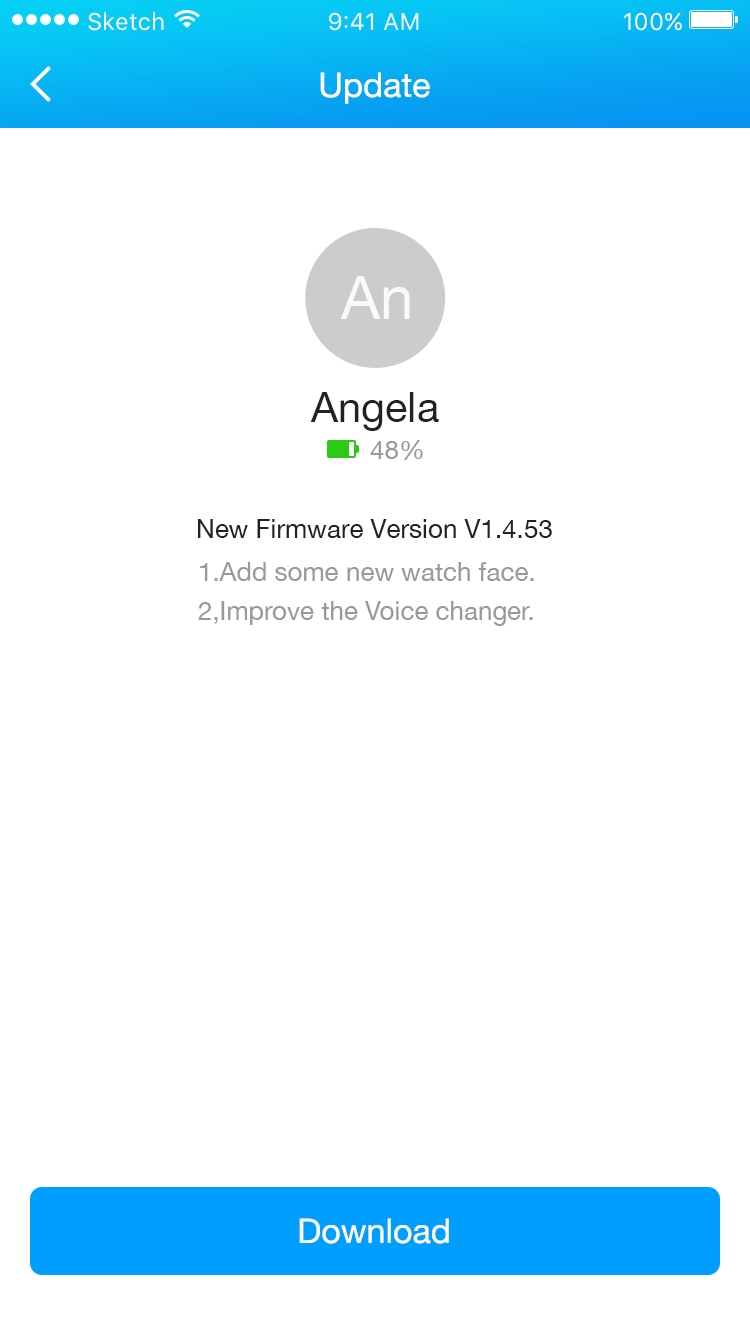 Sketch 9:41 AM 100%
Update
An
Angela
48%
New Firmware Version V1.4.53
1.Add some new watch face.
2,Improve the Voice changer.
Download